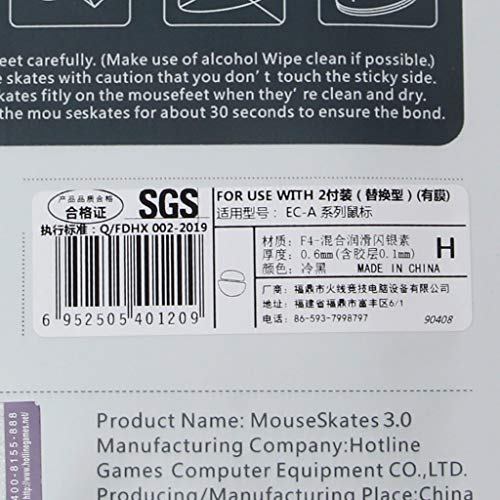 eet carefully. (Make use of alcohol Wipe clean if possible.)
e skates with caution that you don't touch the sticky side.
kates fitly on the mousefeet when they're clean and dry.
the mou seskates for about 30 seconds to ensure the bond.
产品品质合格
合格证
SGS
执行标准: Q/FDHX 002-2019
6 952505 401209
FOR USE WITH 2付装 (替换型) (有膜)
适用型号: EC-A 系列鼠标
材质: F4-混合润滑闪银素
厚度: 0.6mm(含胶层0.1mm)
颜色: 冷黑 MADE IN CHINA
H
厂商: 福鼎市火线竞技电脑设备有限公司
地址: 福建省福鼎市富丰区6/1
电话: 86-593-7998797
90408
400-8155-888
http://www.hotlinegames.net/
Product Name: MouseSkates 3.0
Manufacturing Company:Hotline
Games Computer Equipment CO.,LTD.
Producing/Manufacturing Place:China